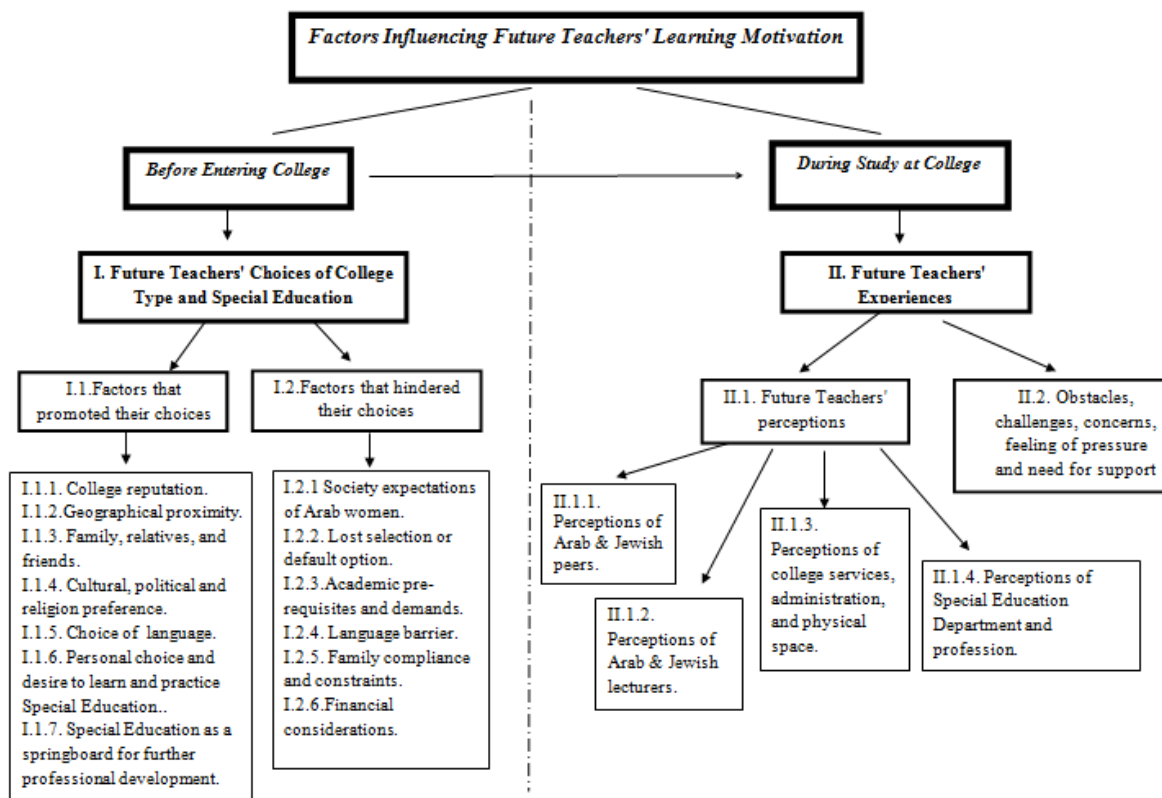 Factors Influencing Future Teachers' Learning Motivation
Before Entering College
During Study at College
I. Future Teachers' Choices of College
Type and Special Education
II. Future Teachers'
Experiences
I.1.Factors that
promoted their choices
I.2.Factors that hindered
their choices
II.1. Future Teachers'
perceptions
II.2. Obstacles,
challenges, concerns,
feeling of pressure
and need for support
I.1.1. College reputation.
I.1.2.Geographical proximity.
I.1.3. Family, relatives, and
friends.
I.1.4. Cultural, political and
religion preference.
I.1.5. Choice of language.
I.1.6. Personal choice and
desire to learn and practice
Special Education..
I.1.7. Special Education as a
springboard for further
professional development.
I.2.1 Society expectations
of Arab women.
I.2.2. Lost selection or
default option.
I.2.3. Academic pre-
requisites and demands.
I.2.4. Language barrier.
I.2.5. Family compliance
and constraints.
I.2.6. Financial
considerations.
II.1.1.
Perceptions of
Arab & Jewish
peers.
II.1.2.
Perceptions of
Arab & Jewish
lecturers.
II.1.3.
Perceptions of
college services,
administration,
and physical
space.
II.1.4. Perceptions of
Special Education
Department and
profession.